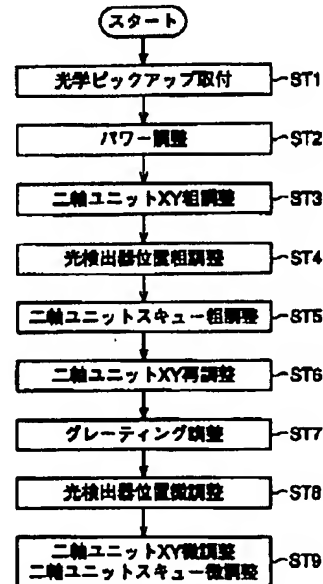 スタート
光学ピックアップ取付 ST1
パワー調整 ST2
二軸ユニットXY粗調整 ST3
光検出器位置粗調整 ST4
二軸ユニットスキュー粗調整 ST5
二軸ユニットXY再調整 ST6
グレーティング調整 ST7
光検出器位置微調整 ST8
二軸ユニットXY微調整
二軸ユニットスキュー微調整 ST9